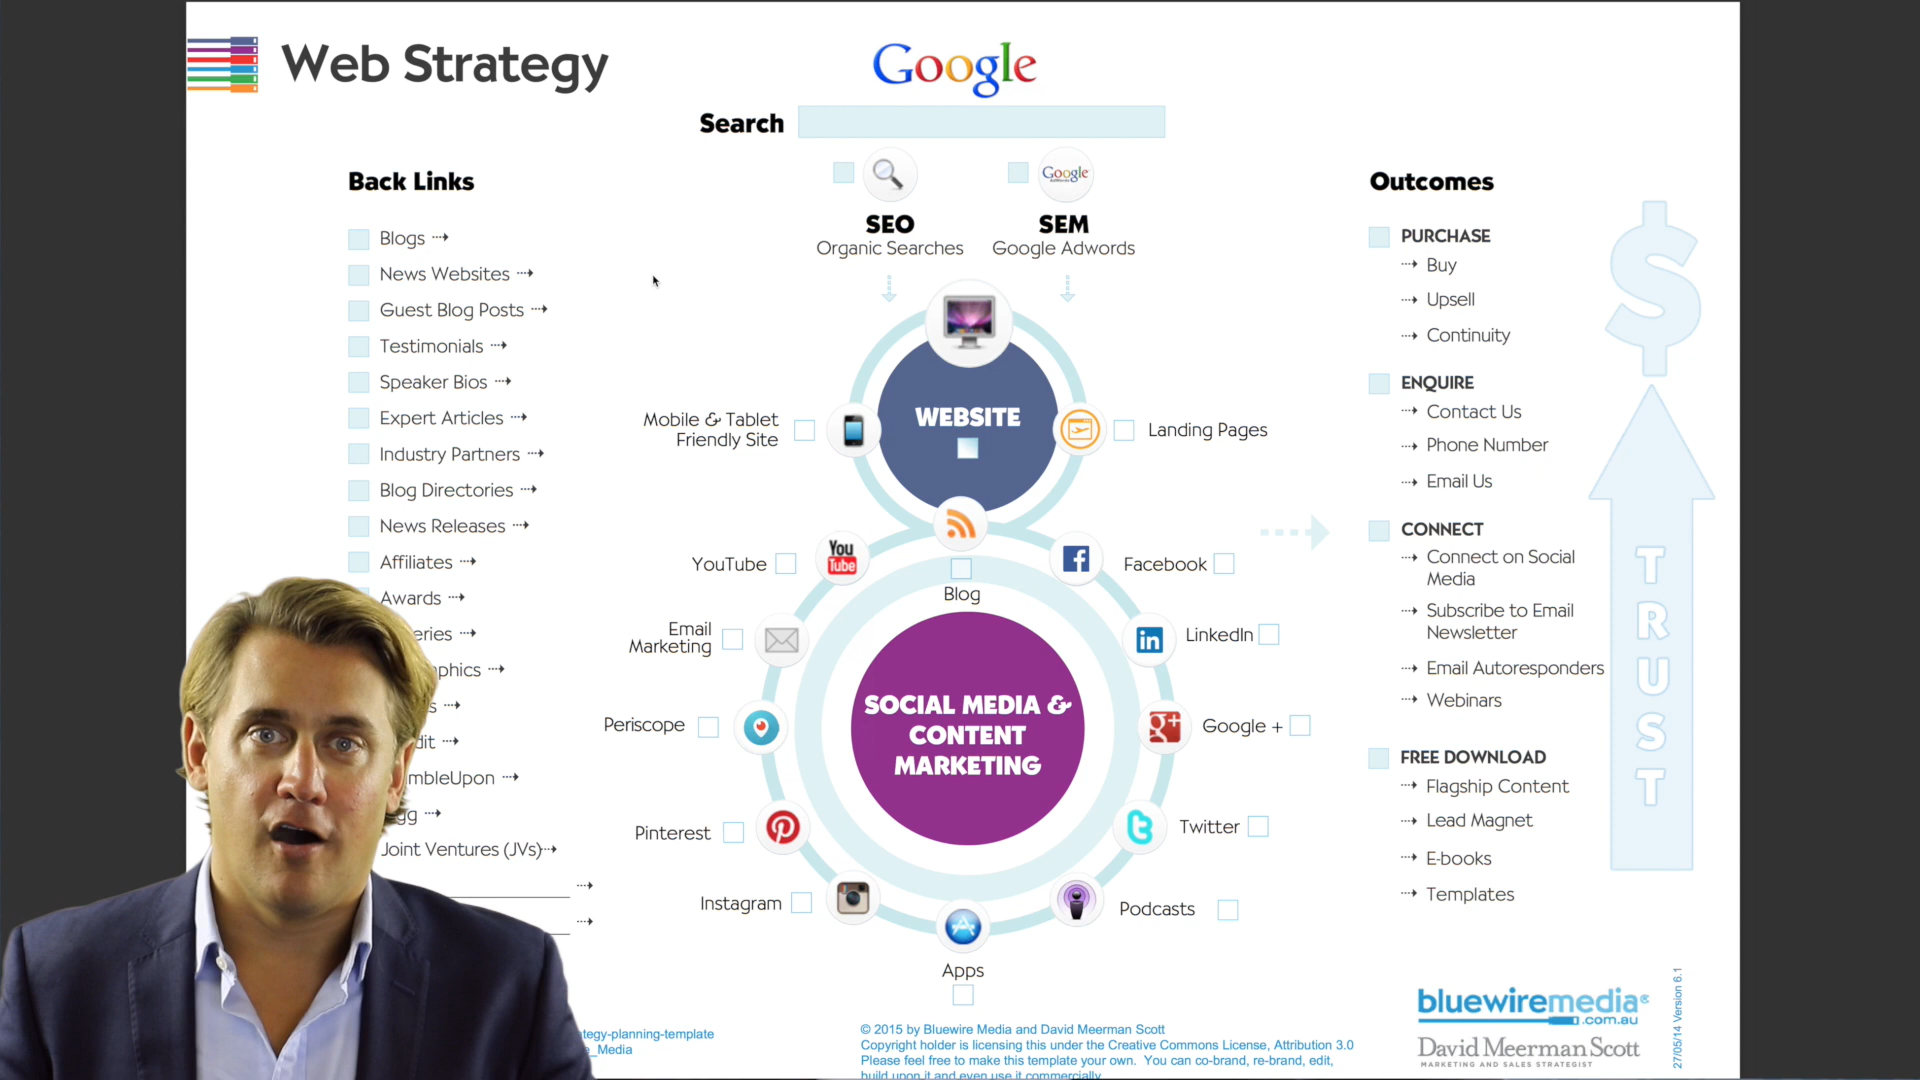 Web Strategy
Google
Search
SEO
Organic Searches
Google
SEM
Google Adwords
Back Links
Blogs
News Websites
Guest Blog Posts
Testimonials
Speaker Bios
Expert Articles
Industry Partners
Blog Directories
News Releases
Affiliates
Awards
eries
phics
s
dit
mbleUpon
gg
Joint Ventures (JVs)
WEBSITE
Mobile & Tablet
Friendly Site
Landing Pages
Blog
YouTube
You
Tube
Email
Marketing
Periscope
Pinterest
Instagram
Apps
Facebook
LinkedIn
in
Google +
g+
Twitter
Podcasts
SOCIAL MEDIA &
CONTENT
MARKETING
Outcomes
PURCHASE
Buy
Upsell
Continuity
ENQUIRE
Contact Us
Phone Number
Email Us
CONNECT
Connect on Social
Media
Subscribe to Email
Newsletter
Email Autoresponders
Webinars
FREE DOWNLOAD
Flagship Content
Lead Magnet
E-books
Templates
$
TRUST
tegy-planning-template
_Media
© 2015 by Bluewire Media and David Meerman Scott
Copyright holder is licensing this under the Creative Commons License, Attribution 3.0
Please feel free to make this template your own. You can co-brand, re-brand, edit,
build upon it and even use it commercially.
bluewiremedia®
.com.au
David Meerman Scott
MARKETING AND SALES STRATEGIST
27/05/14 Version 6.1